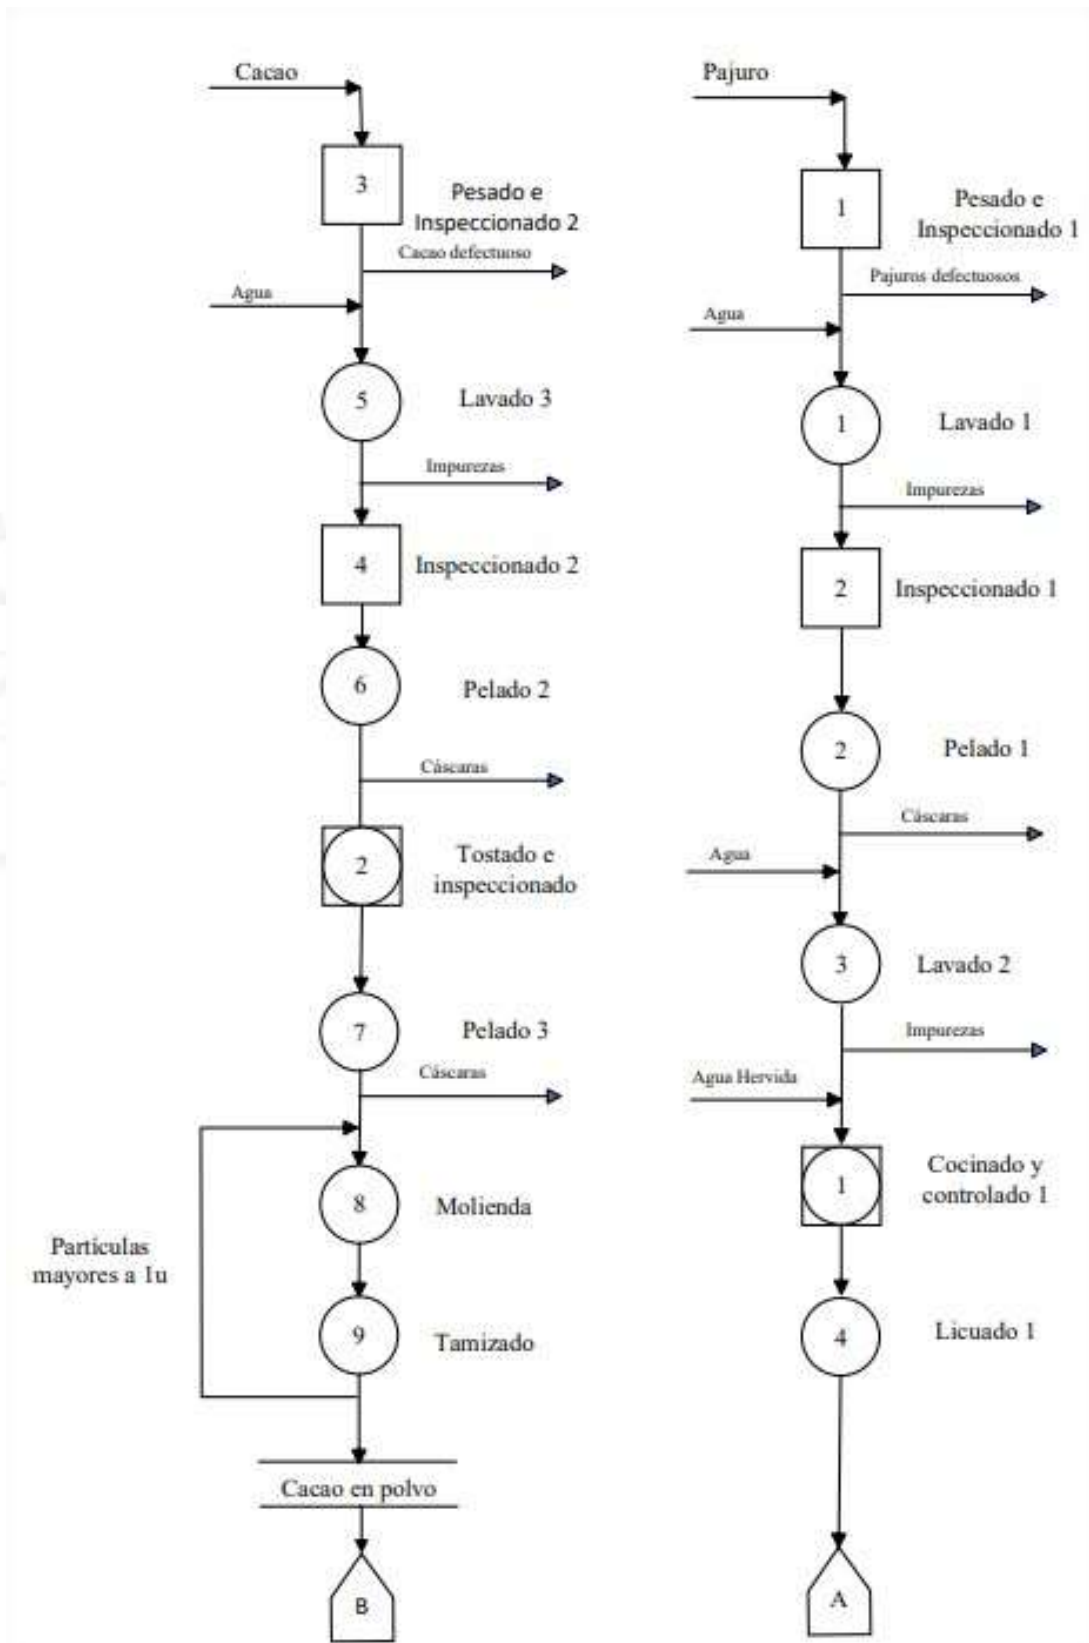 Cacao
3
Pesado e
Inspeccionado 2
Cacao defectuoso
Agua
5
Lavado 3
Impurezas
4
Inspeccionado 2
6
Pelado 2
Cáscaras
2
Tostado e
inspeccionado
7
Pelado 3
Cáscaras
8
Molienda
Partículas
mayores a 1u
9
Tamizado
Cacao en polvo
B
Pajuro
1
Pesado e
Inspeccionado 1
Pajuros defectuosos
Agua
1
Lavado 1
Impurezas
2
Inspeccionado 1
2
Pelado 1
Cáscaras
Agua
3
Lavado 2
Impurezas
Agua Hervida
1
Cocinado y
controlado 1
4
Licuado 1
A